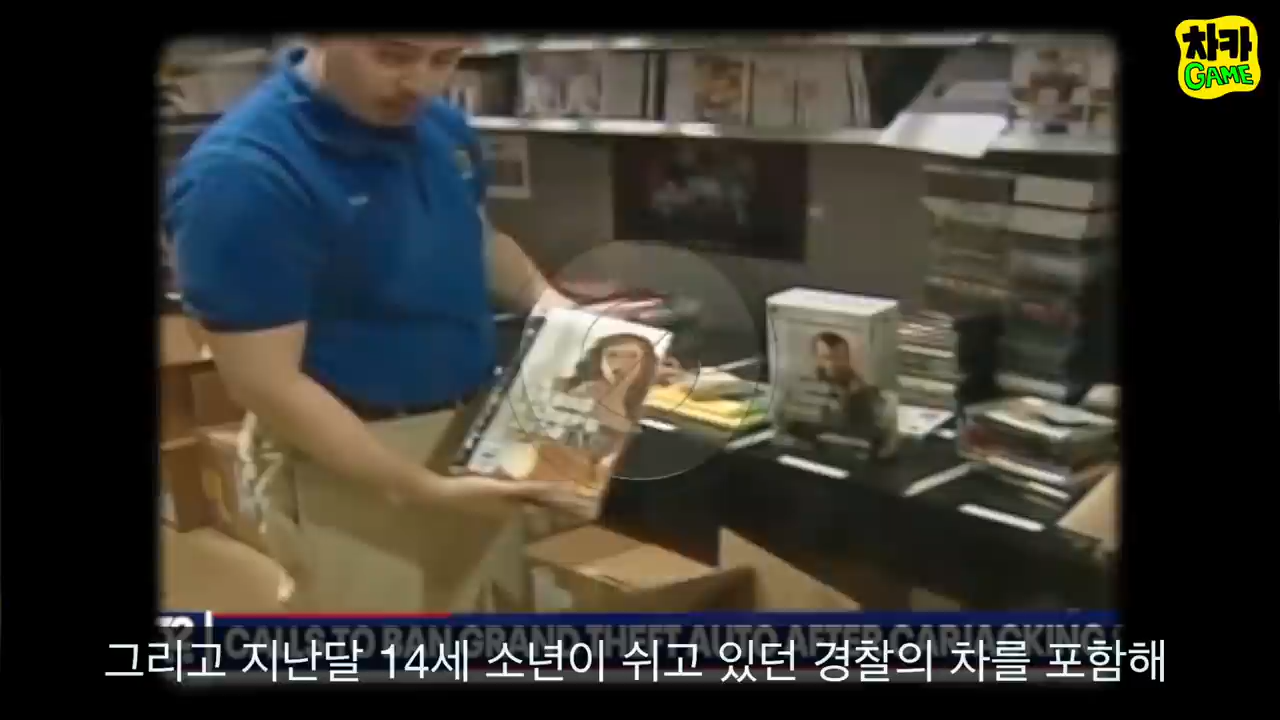 차카
GAME
CALLS TO BAN GRAND THEFT AUTO AFTER CARJACKING
그리고 지난달 14세 소년이 쉬고 있던 경찰의 차를 포함해